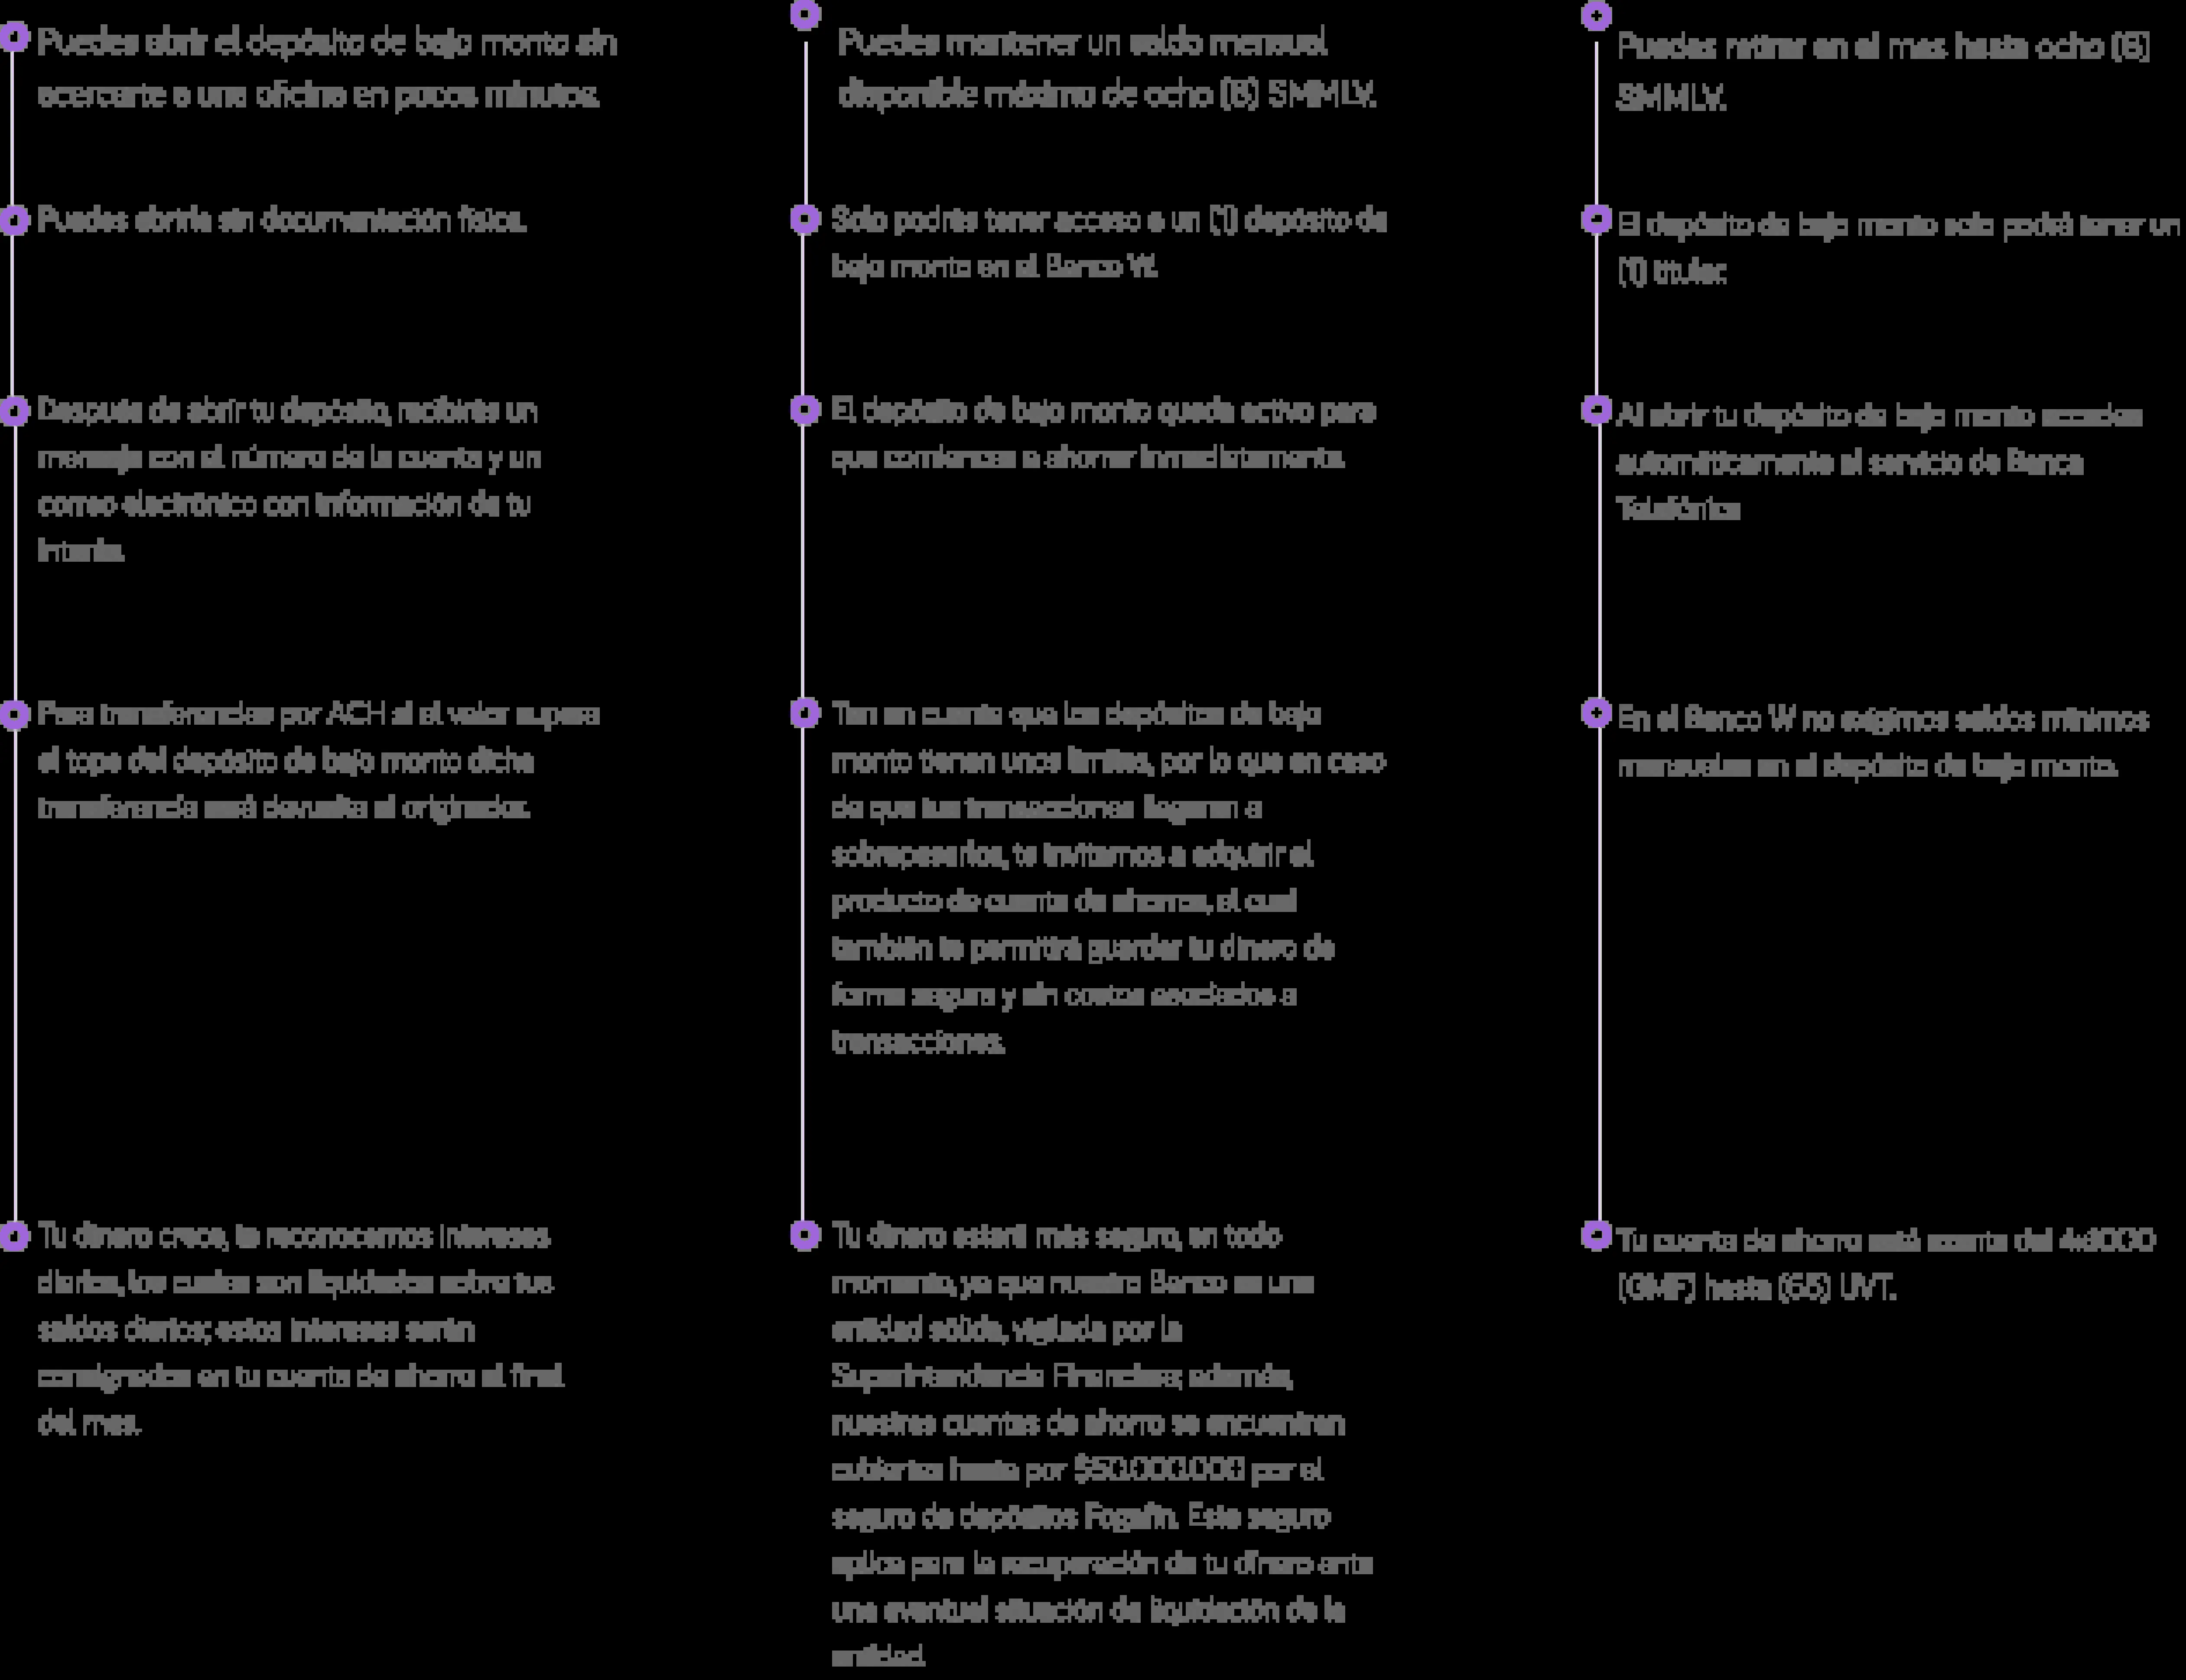 Puedes abrir el depósito de bajo monto sin
acercarte a una oficina en pocos minutos.
Puedes abrirla sin documentación física.
Después de abrir tu depósito, recibirás un
mensaje con el número de la cuenta y un
correo electrónico con información de tu
interés.
Para transferencias por ACH si el valor supera
el tope del depósito de bajo monto dicha
transferencia será devuelta al originador.
Tu dinero crece, te reconocemos intereses
diarios, los cuales son liquidados sobre tus
saldos diarios; estos intereses serán
consignados en tu cuenta de ahorro al final
del mes.
Puedes mantener un saldo mensual
disponible máximo de ocho (8) SMMLV.
Solo podrás tener acceso a un (1) depósito de
bajo monto en el Banco W.
El depósito de bajo monto queda activo para
que comiences a ahorrar inmediatamente.
Ten en cuenta que los depósitos de bajo
monto tienen unos límites, por lo que en caso
de que tus transacciones llegaran a
sobrepasarlos, te invitamos a adquirir el
producto de cuenta de ahorros, el cual
también te permitirá guardar tu dinero de
forma segura y sin costos asociados a
transacciones.
Tu dinero estará más seguro, en todo
momento, ya que nuestro Banco es una
entidad sólida, vigilada por la
Superintendencia Financiera; además,
nuestras cuentas de ahorro se encuentran
cubiertas hasta por $50.000.000 por el
seguro de depósitos Fogafín. Este seguro
aplica para la recuperación de tu dinero ante
una eventual situación de liquidación de la
entidad.
Puedes retirar en el mes hasta ocho (8)
SMMLV.
El depósito de bajo monto solo podrá tener un
(1) titular.
Al abrir tu depósito de bajo monto accedes
automáticamente al servicio de Banca
Telefónica
En el Banco W no exigimos saldos mínimos
mensuales en el depósito de bajo monto.
Tu cuenta de ahorro está exenta del 4x1000
(GMF) hasta (65) UVT.